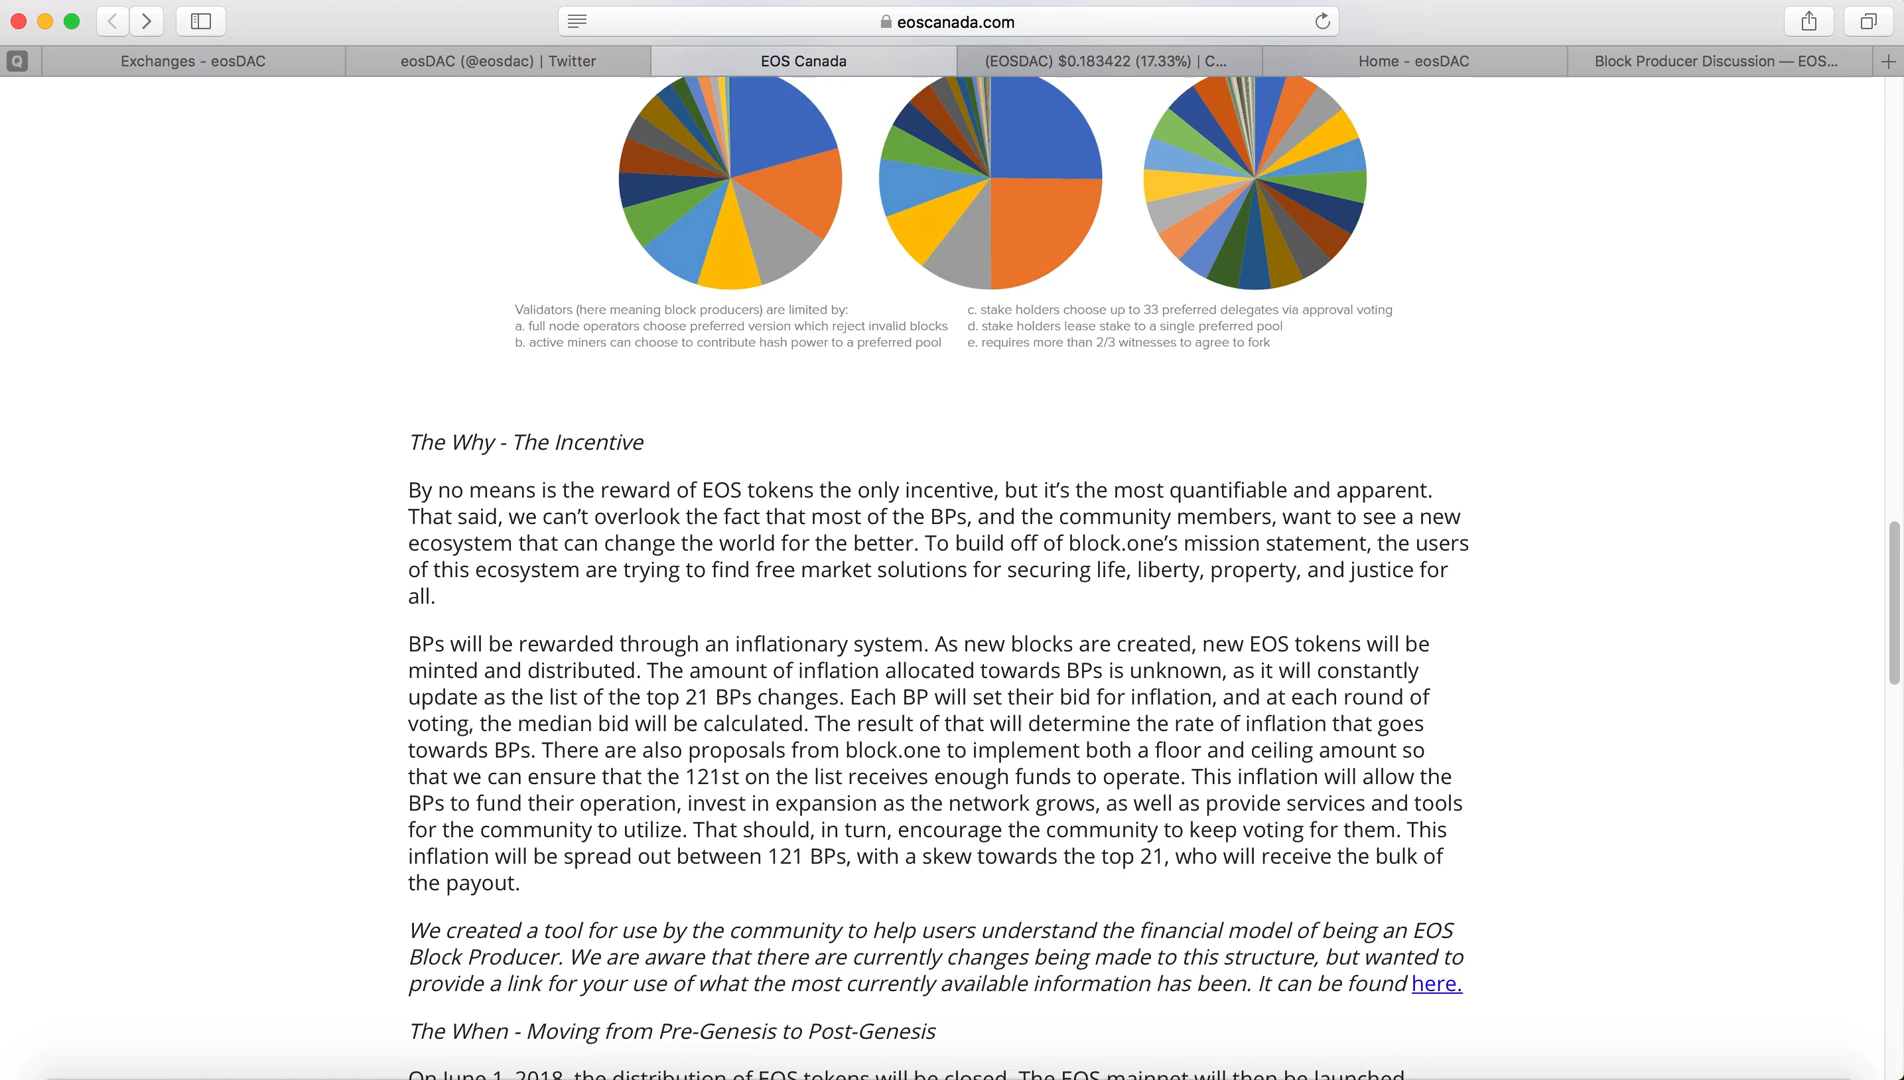 eoscanada.com
Exchanges - eosDAC
eosDAC (@eosdac) | Twitter
EOS Canada
(EOSDAC) $0.183422 (17.33%) | C...
Home - eosDAC
Block Producer Discussion — EOS...
Q
Validators (here meaning block producers) are limited by:
a. full node operators choose preferred version which reject invalid blocks
b. active miners can choose to contribute hash power to a preferred pool
c. stake holders choose up to 33 preferred delegates via approval voting
d. stake holders lease stake to a single preferred pool
e. requires more than 2/3 witnesses to agree to fork
The Why - The Incentive
By no means is the reward of EOS tokens the only incentive, but it’s the most quantifiable and apparent.
That said, we can’t overlook the fact that most of the BPs, and the community members, want to see a new
ecosystem that can change the world for the better. To build off of block.one’s mission statement, the users
of this ecosystem are trying to find free market solutions for securing life, liberty, property, and justice for
all.
BPs will be rewarded through an inflationary system. As new blocks are created, new EOS tokens will be
minted and distributed. The amount of inflation allocated towards BPs is unknown, as it will constantly
update as the list of the top 21 BPs changes. Each BP will set their bid for inflation, and at each round of
voting, the median bid will be calculated. The result of that will determine the rate of inflation that goes
towards BPs. There are also proposals from block.one to implement both a floor and ceiling amount so
that we can ensure that the 121st on the list receives enough funds to operate. This inflation will allow the
BPs to fund their operation, invest in expansion as the network grows, as well as provide services and tools
for the community to utilize. That should, in turn, encourage the community to keep voting for them. This
inflation will be spread out between 121 BPs, with a skew towards the top 21, who will receive the bulk of
the payout.
We created a tool for use by the community to help users understand the financial model of being an EOS
Block Producer. We are aware that there are currently changes being made to this structure, but wanted to
provide a link for your use of what the most currently available information has been. It can be found here.
The When - Moving from Pre-Genesis to Post-Genesis
On June 1, 2018, the distribution of EOS tokens will be closed. The EOS mainnet will then be launched